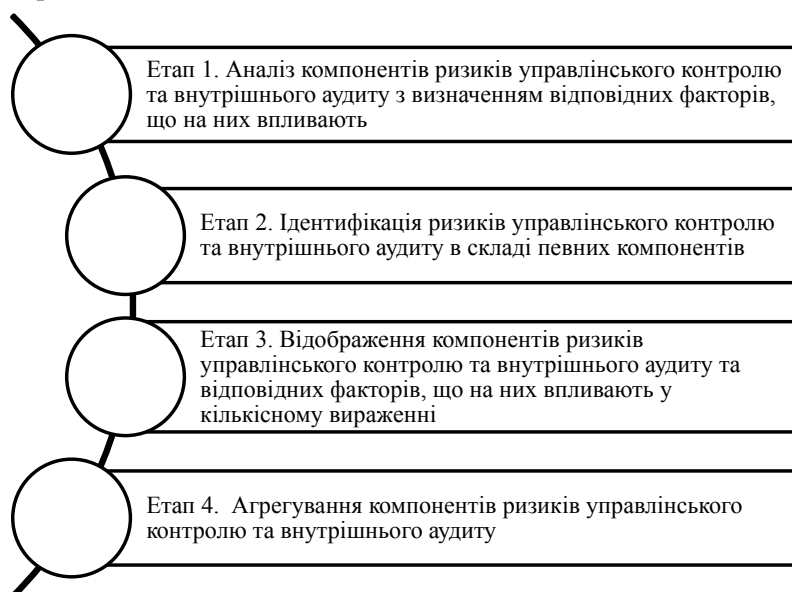 Етап 1. Аналіз компонентів ризиків управлінського контролю
та внутрішнього аудиту з визначенням відповідних факторів,
що на них впливають
Етап 2. Ідентифікація ризиків управлінського контролю
та внутрішнього аудиту в складі певних компонентів
Етап 3. Відображення компонентів ризиків
управлінського контролю та внутрішнього аудиту та
відповідних факторів, що на них впливають у
кількісному вираженні
Етап 4. Агрегування компонентів ризиків управлінського
контролю та внутрішнього аудиту